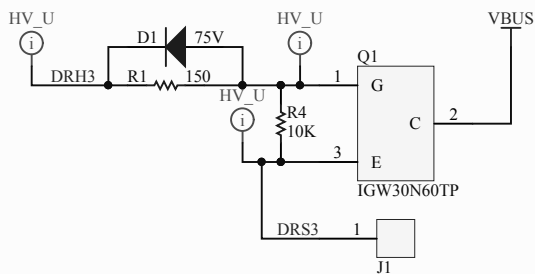 HV_U
D1
75V
HV_U
VBUS
i
i
Q1
DRH3
R1
150
1
G
HV_U
i
R4
10K
C
2
3
E
IGW30N60TP
DRS3
1
J1